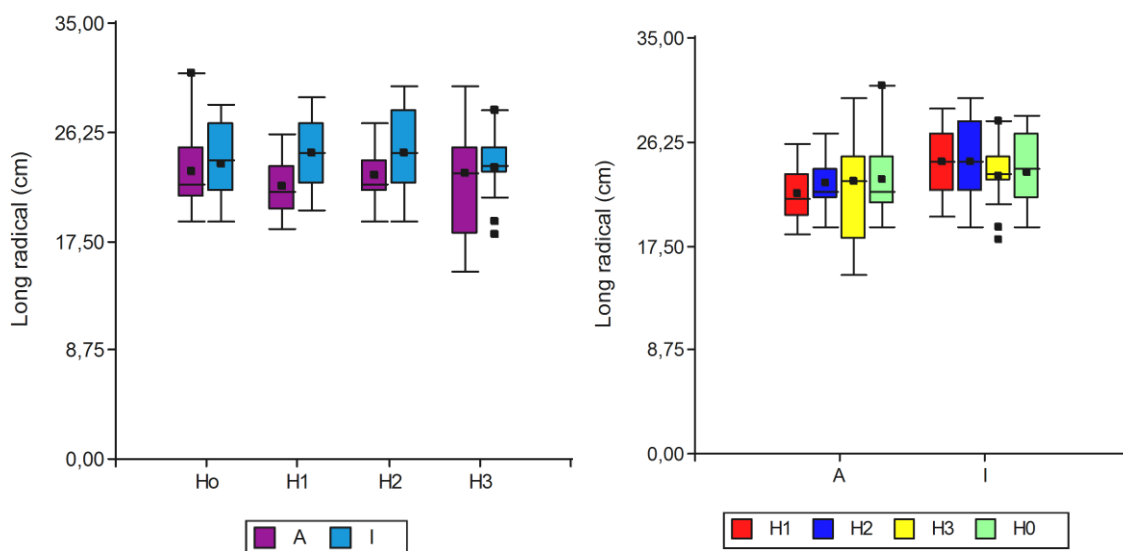 35,00
26,25
17,50
8,75
0,00
Long radical (cm)
Ho H1 H2 H3
A I
35,00
26,25
17,50
8,75
0,00
Long radical (cm)
A I
H1 H2 H3 H0